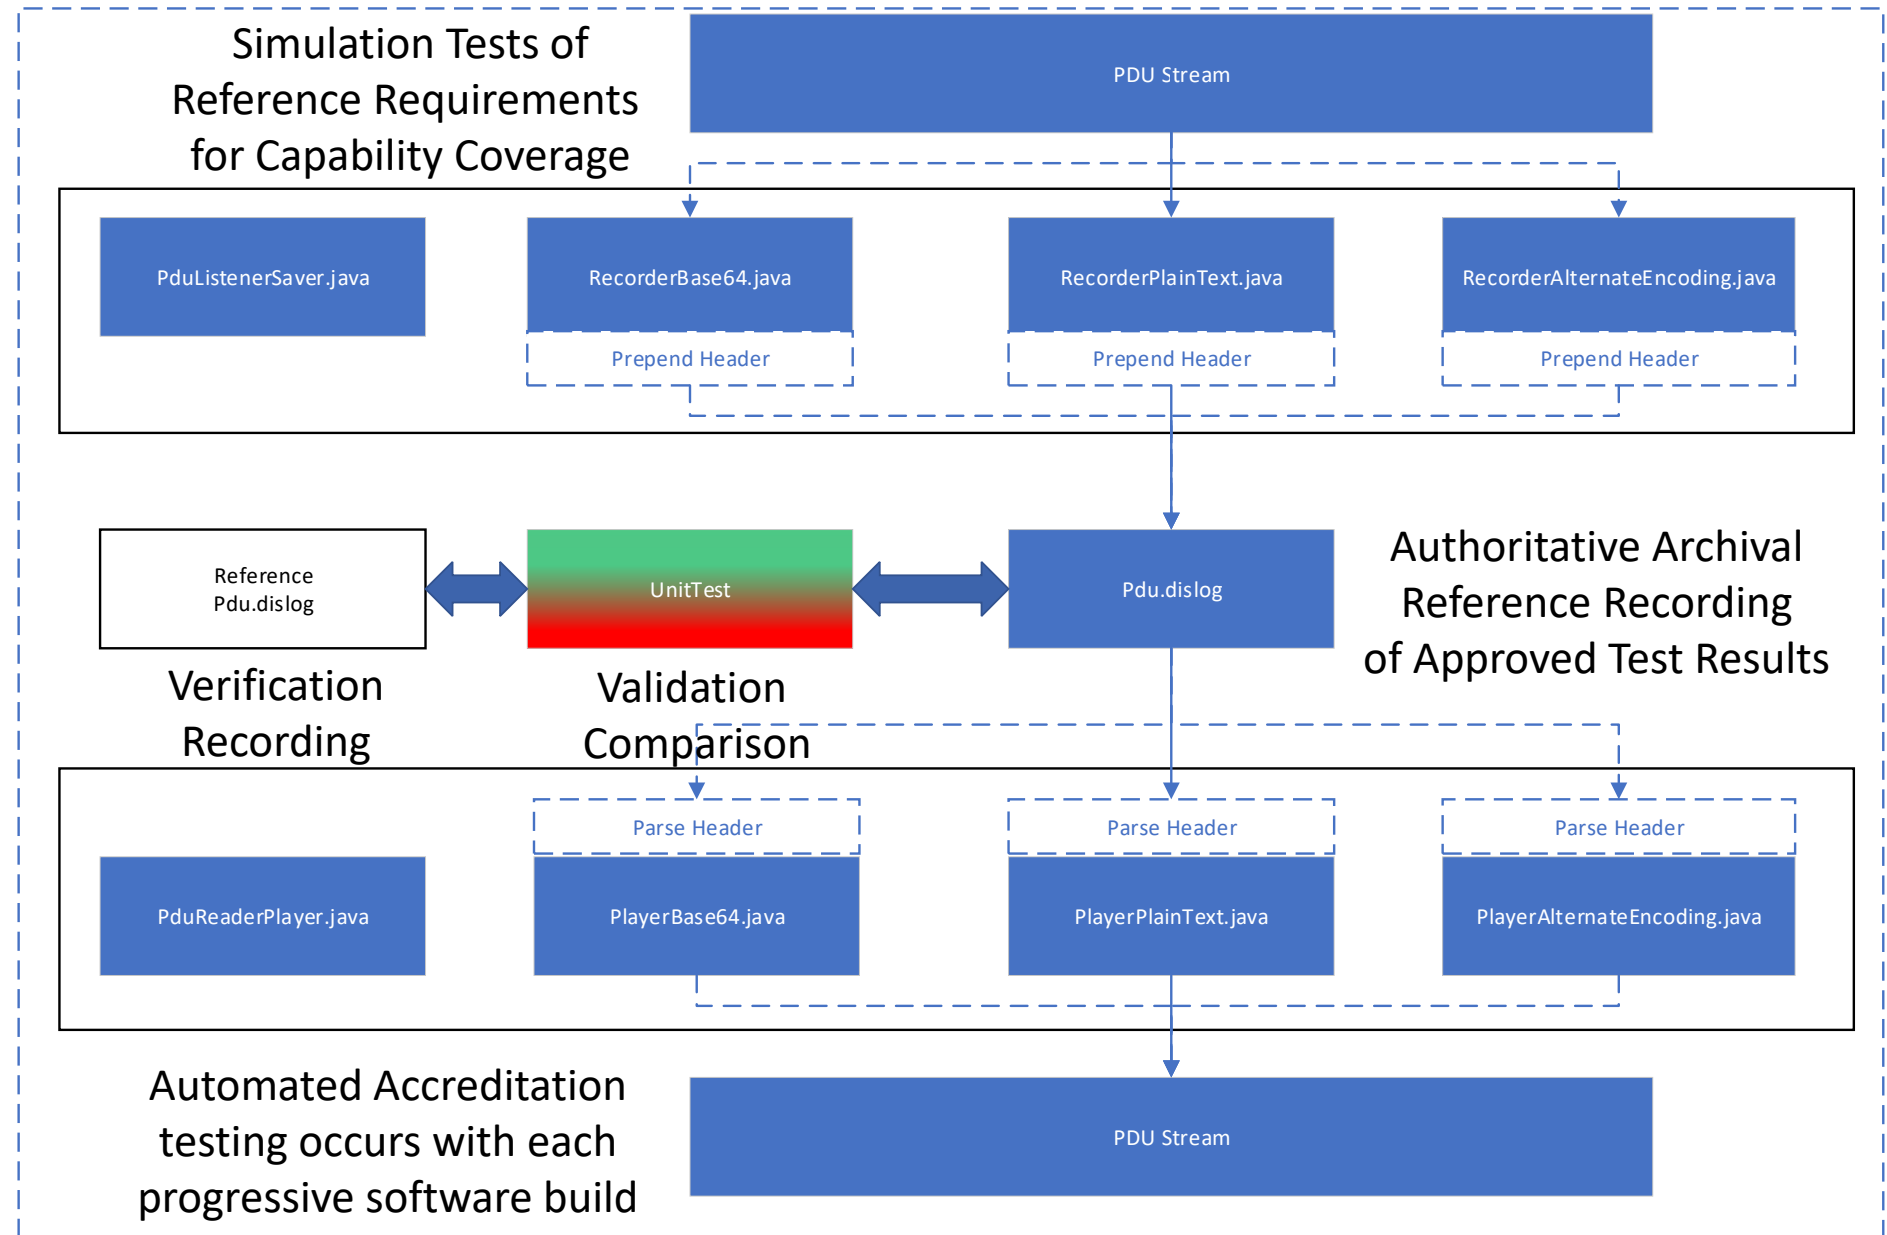 Simulation Tests of
Reference Requirements
for Capability Coverage
PDU Stream
PduListenerSaver.java
RecorderBase64.java
RecorderPlainText.java
RecorderAlternateEncoding.java
Prepend Header
Prepend Header
Prepend Header
Reference
Pdu.dislog
UnitTest
Pdu.dislog
Authoritative Archival
Reference Recording
of Approved Test Results
Verification
Recording
Validation
Comparison
Parse Header
Parse Header
Parse Header
PduReaderPlayer.java
PlayerBase64.java
PlayerPlainText.java
PlayerAlternateEncoding.java
Automated Accreditation
testing occurs with each
progressive software build
PDU Stream